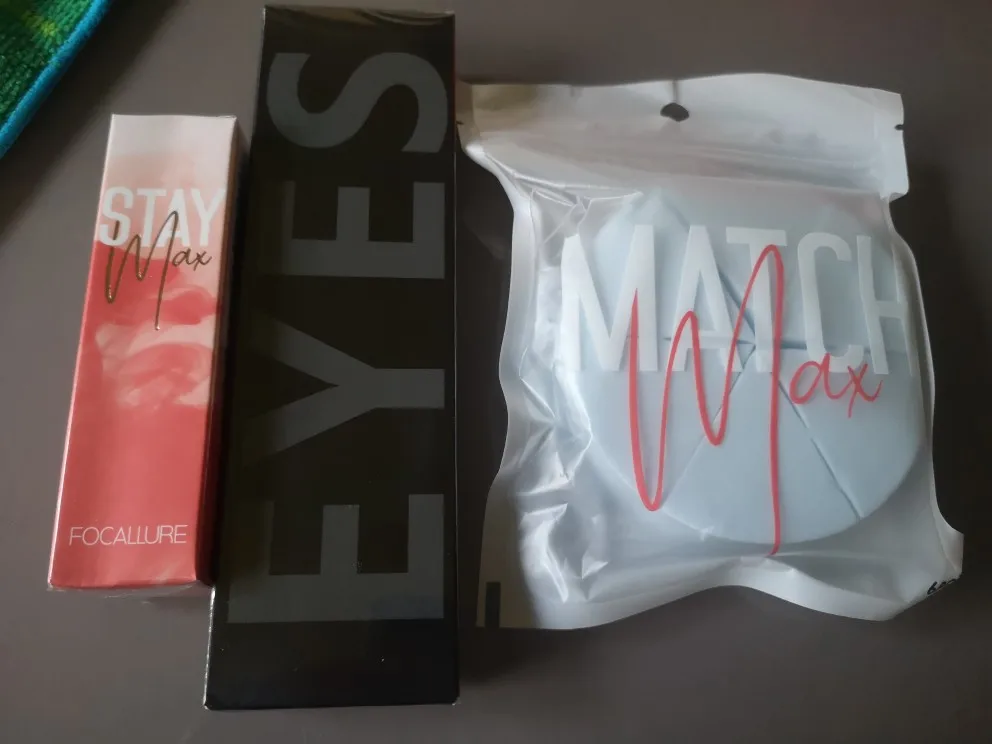 STAY
Max
FOCALLURE
EYES
MATCH
Max